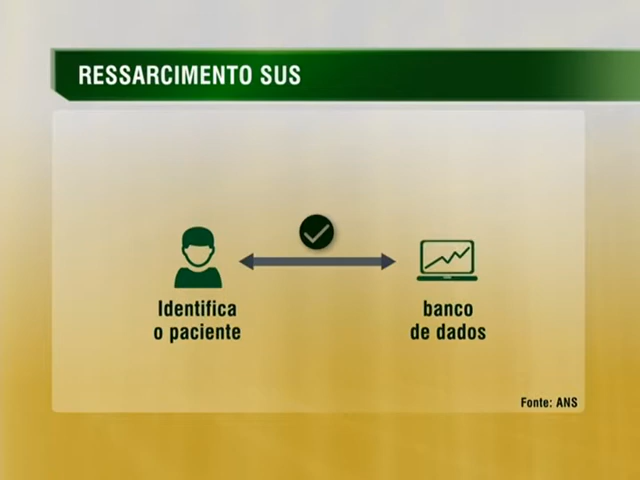 RESSARCIMENTO SUS
Identifica
o paciente
banco
de dados
Fonte: ANS